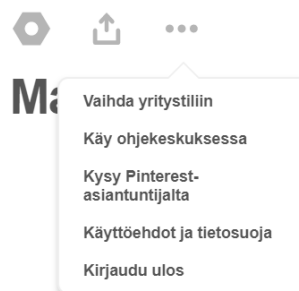 Ma
Vaihda yritystiliin
Käy ohjekeskuksessa
Kysy Pinterest-
asiantuntijalta
Käyttöehdot ja tietosuoja
Kirjaudu ulos